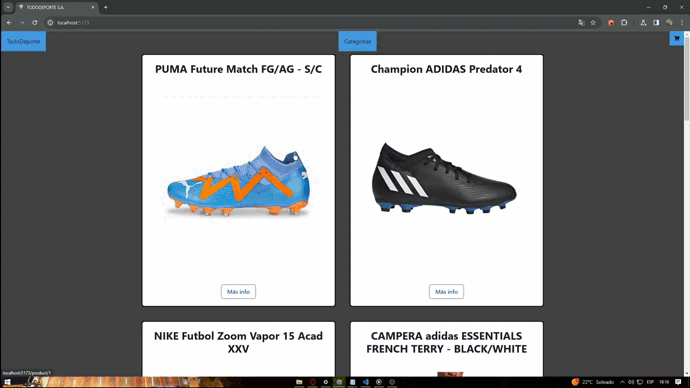 TODODEPORTE S.A.
localhost:5173
TodoDeporte
Categorias
PUMA Future Match FG/AG - S/C
Champion ADIDAS Predator 4
Más info
Más info
NIKE Futbol Zoom Vapor 15 Acad
XXV
CAMPERA adidas ESSENTIALS
FRENCH TERRY - BLACK/WHITE
localhost:5173/product/1
22°C Soleado
ESP
18:16